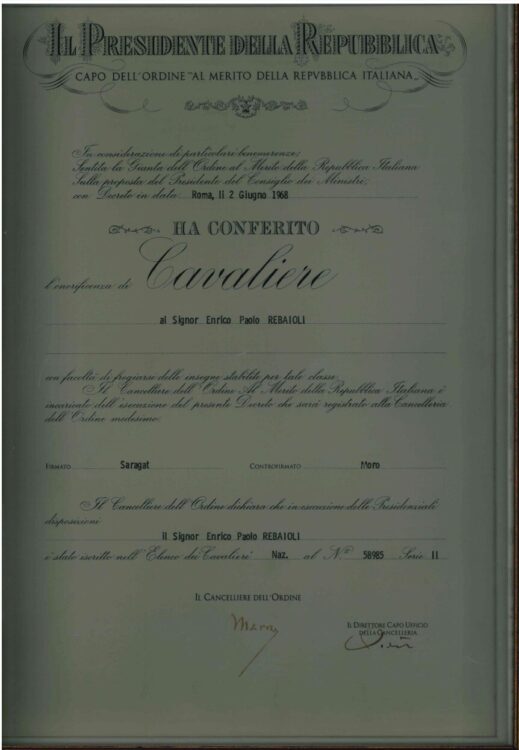 IL PRESIDENTE DELLA REPUBBLICA
CAPO DELL'ORDINE "AL MERITO DELLA REPVBBLICA ITALIANA"
In considerazione di particolari benemerenze;
Sentita la Giunta dell'Ordine al Merito della Repubblica Italiana
Sulla proposta del Presidente del Consiglio dei Ministri;
con Decreto in data Roma, li 2 Giugno 1968
HA CONFERITO
l'onorificenza di Cavaliere
al Signor Enrico Paolo REBAIOLI
con facoltà di fregiarsi delle insegne stabilite per tale classe.
Il Cancelliere dell'Ordine Al Merito della Repubblica Italiana è
incaricato dell'esecuzione del presente Decreto che sarà registrato alla Cancelleria
dell'Ordine medesimo.
FIRMATO Saragat CONTROFIRMATO Moro
Il Cancelliere dell'Ordine dichiara che in esecuzione delle Presidenziali
disposizioni
il Signor Enrico Paolo REBAIOLI
è stato iscritto nell'Elenco dei Cavalieri Naz. al N.° 58985 Serie II
IL CANCELLIERE DELL'ORDINE
IL DIRETTORE CAPO UFFICIO
DELLA CANCELLERIA